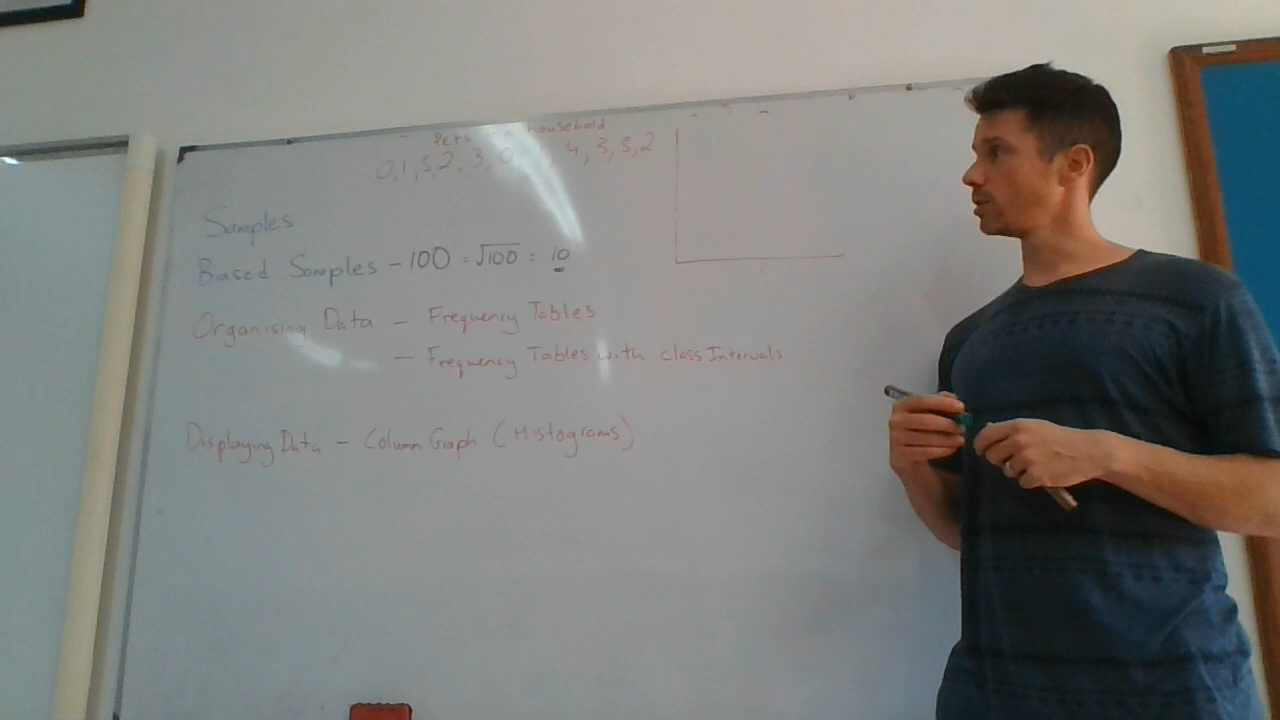 Pets household
0,1,5,2,3,0 4,3,5,2
Samples
Biased Samples - 100 = √100 = 10
Organising Data - Frequency Tables
- Frequency Tables with class Intervals
Displaying Data - Column Graph (Histograms)